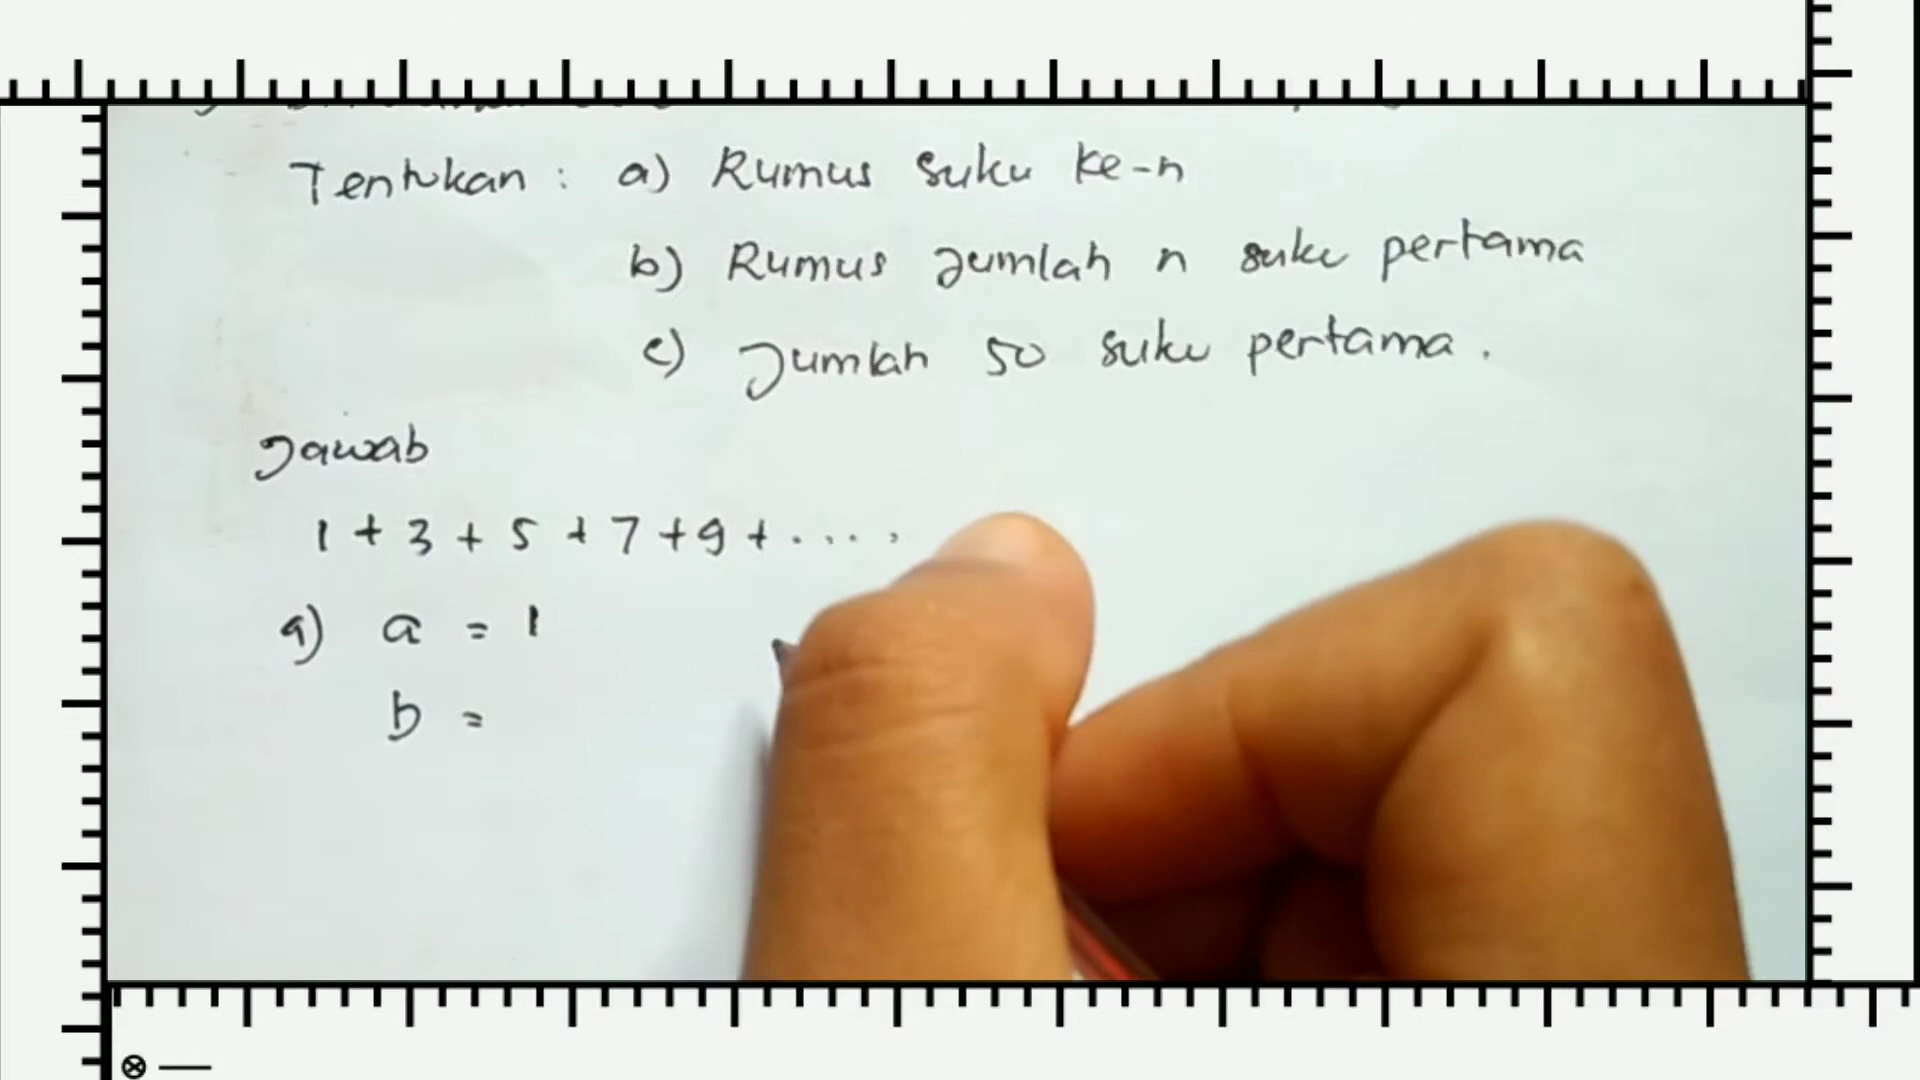 Tentukan : a) Rumus suku ke-n
b) Rumus Jumlah n suku pertama
c) Jumlah 50 suku pertama.
Jawab
1 + 3 + 5 + 7 + 9 + .....
a) a = 1
b =